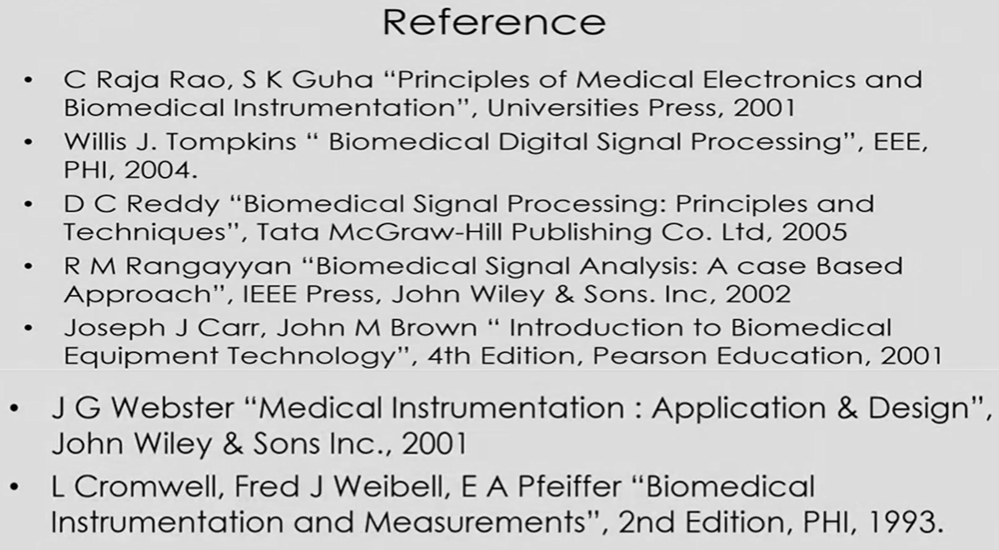 Reference
• C Raja Rao, S K Guha “Principles of Medical Electronics and
Biomedical Instrumentation”, Universities Press, 2001
• Willis J. Tompkins “ Biomedical Digital Signal Processing”, EEE,
PHI, 2004.
• D C Reddy “Biomedical Signal Processing: Principles and
Techniques”, Tata McGraw-Hill Publishing Co. Ltd, 2005
• R M Rangayyan “Biomedical Signal Analysis: A case Based
Approach”, IEEE Press, John Wiley & Sons. Inc, 2002
• Joseph J Carr, John M Brown “ Introduction to Biomedical
Equipment Technology”, 4th Edition, Pearson Education, 2001
• J G Webster “Medical Instrumentation : Application & Design”,
John Wiley & Sons Inc., 2001
• L Cromwell, Fred J Weibell, E A Pfeiffer “Biomedical
Instrumentation and Measurements”, 2nd Edition, PHI, 1993.